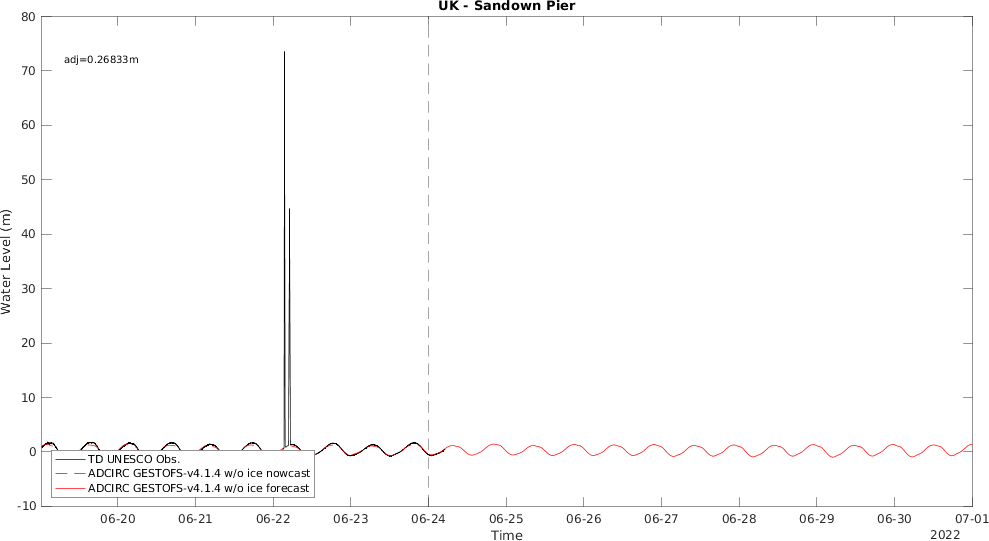 UK - Sandown Pier
adj=0.26833m
Water Level (m)
80
70
60
50
40
30
20
10
0
-10
TD UNESCO Obs.
ADCIRC GESTOFS-v4.1.4 w/o ice nowcast
ADCIRC GESTOFS-v4.1.4 w/o ice forecast
06-20 06-21 06-22 06-23 06-24 06-25 06-26 06-27 06-28 06-29 06-30 07-01
Time
2022